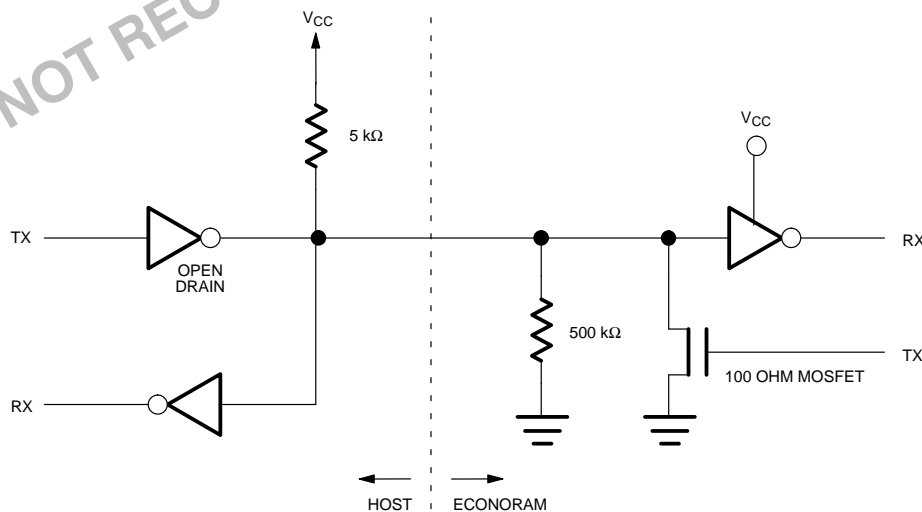 NOT REC
VCC
5 kΩ
VCC
TX
OPEN
DRAIN
RX
500 kΩ
TX
100 OHM MOSFET
RX
HOST
ECONORAM